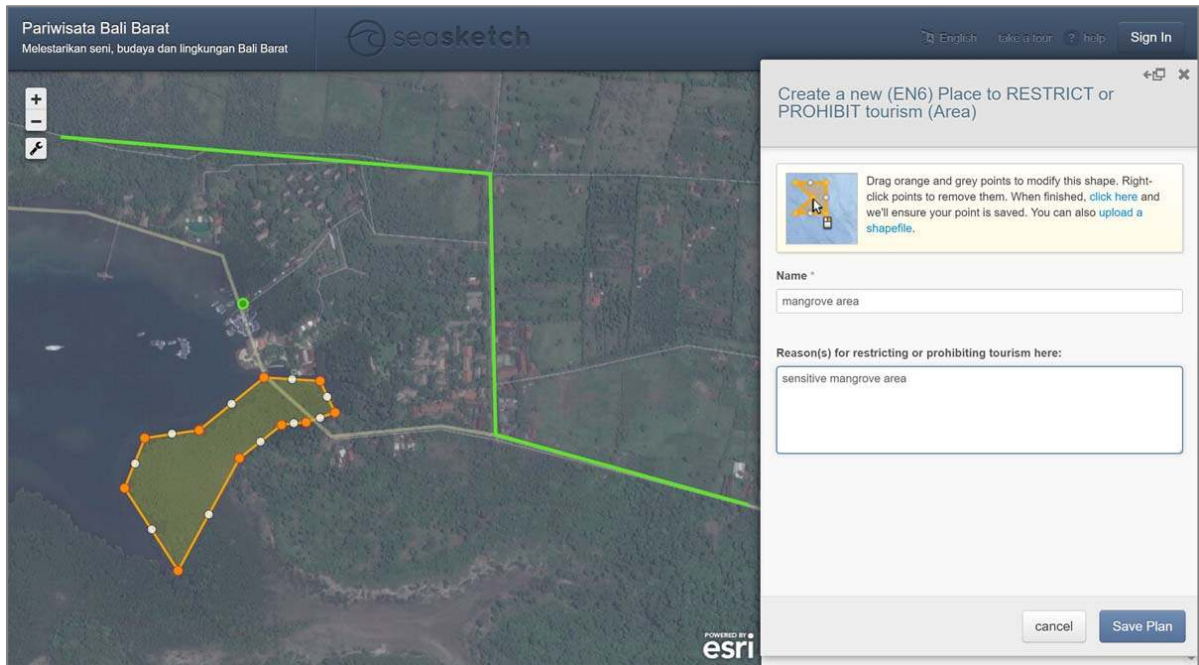 Pariwisata Bali Barat
Melestarikan seni, budaya dan lingkungan Bali Barat
seasketch
English take a tour ? help Sign In
Create a new (EN6) Place to RESTRICT or
PROHIBIT tourism (Area)
Drag orange and grey points to modify this shape. Right-
click points to remove them. When finished, click here and
we'll ensure your point is saved. You can also upload a
shapefile.
Name *
mangrove area
Reason(s) for restricting or prohibiting tourism here:
sensitive mangrove area
POWERED BY
esri
cancel Save Plan